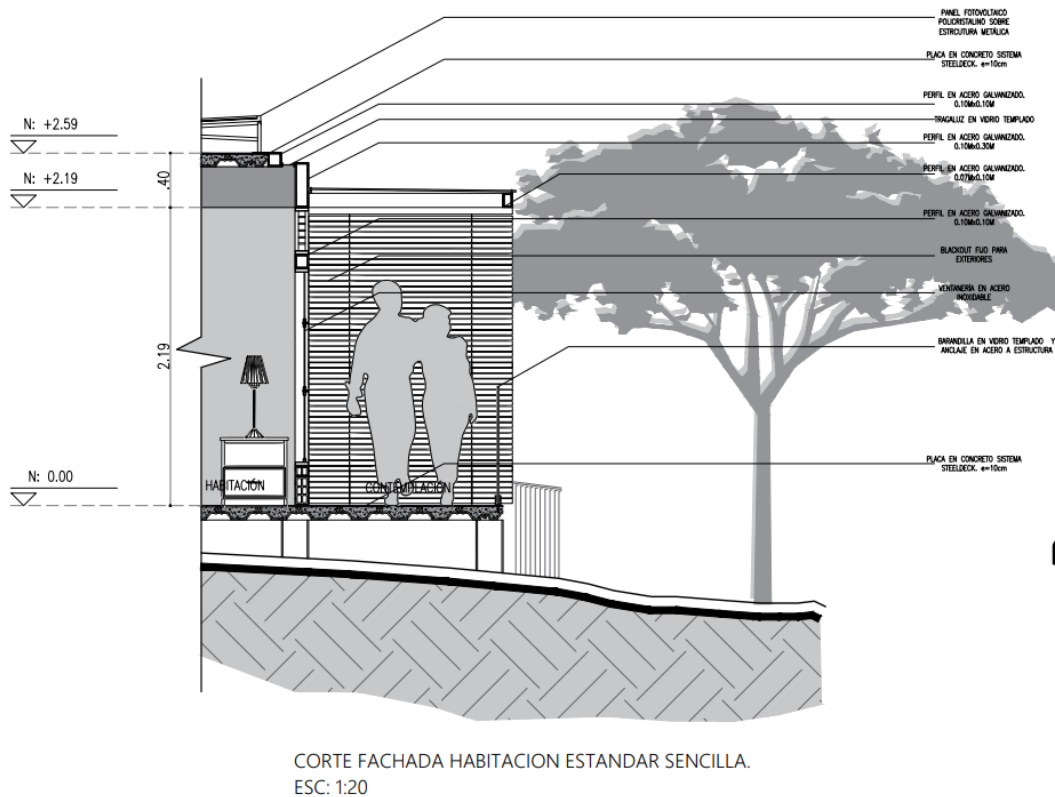 PANEL FOTOVOLTAICO
POLICRISTALINO SOBRE
ESTRCUTURA METÁLICA
PLACA EN CONCRETO SISTEMA
STEELDECK. e=10cm
PERFIL EN ACERO GALVANIZADO.
0.10Mx0.10M
TRAGALUZ EN VIDRIO TEMPLADO
PERFIL EN ACERO GALVANIZADO.
0.10Mx0.30M
PERFIL EN ACERO GALVANIZADO.
0.07Mx0.10M
PERFIL EN ACERO GALVANIZADO.
0.10Mx0.10M
BLACKOUT FIJO PARA
EXTERIORES
VENTANERÍA EN ACERO
INOXIDABLE
BARANDILLA EN VIDRIO TEMPLADO Y
ANCLAJE EN ACERO A ESTRUCTURA
PLACA EN CONCRETO SISTEMA
STEELDECK. e=10cm
N: +2.59
N: +2.19
.40
2.19
N: 0.00
HABITACIÓN
CONTEMPLACIÓN
CORTE FACHADA HABITACION ESTANDAR SENCILLA.
ESC: 1:20